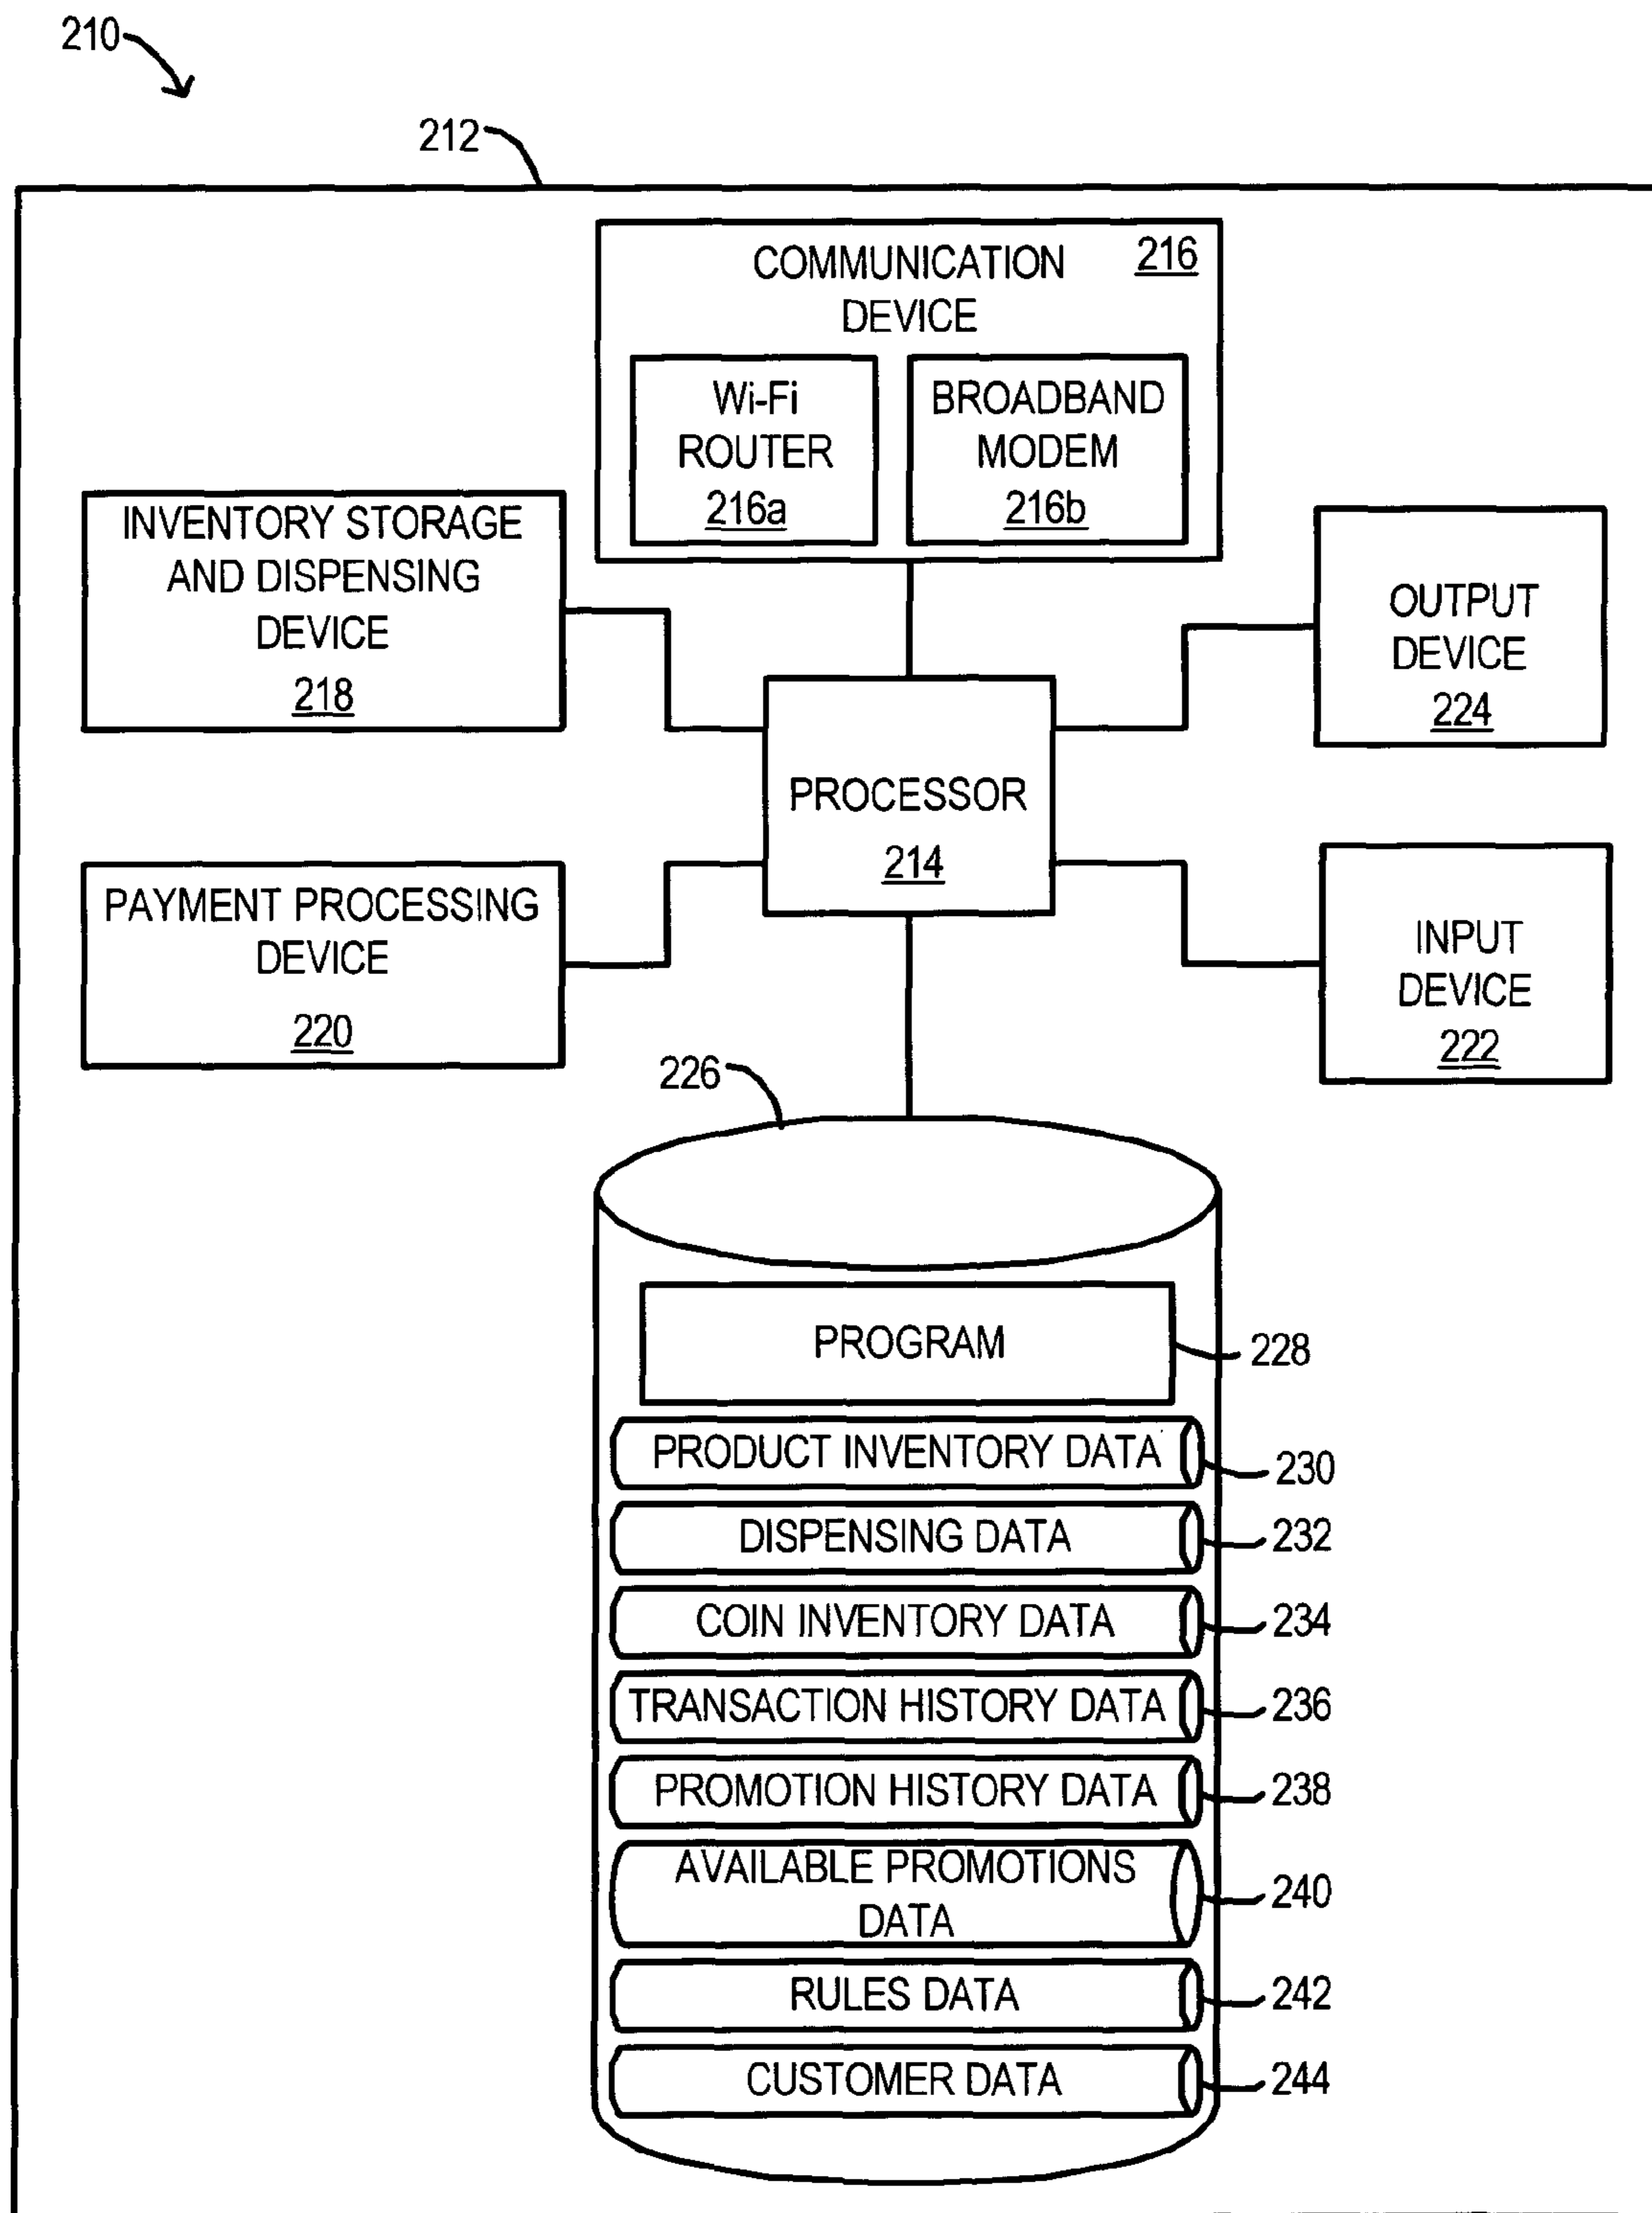 210
212
COMMUNICATION
DEVICE
216
Wi-Fi
ROUTER
216a
BROADBAND
MODEM
216b
INVENTORY STORAGE
AND DISPENSING
DEVICE
218
OUTPUT
DEVICE
224
PROCESSOR
214
PAYMENT PROCESSING
DEVICE
220
INPUT
DEVICE
222
226
PROGRAM
228
PRODUCT INVENTORY DATA
230
DISPENSING DATA
232
COIN INVENTORY DATA
234
TRANSACTION HISTORY DATA
236
PROMOTION HISTORY DATA
238
AVAILABLE PROMOTIONS
DATA
240
RULES DATA
242
CUSTOMER DATA
244